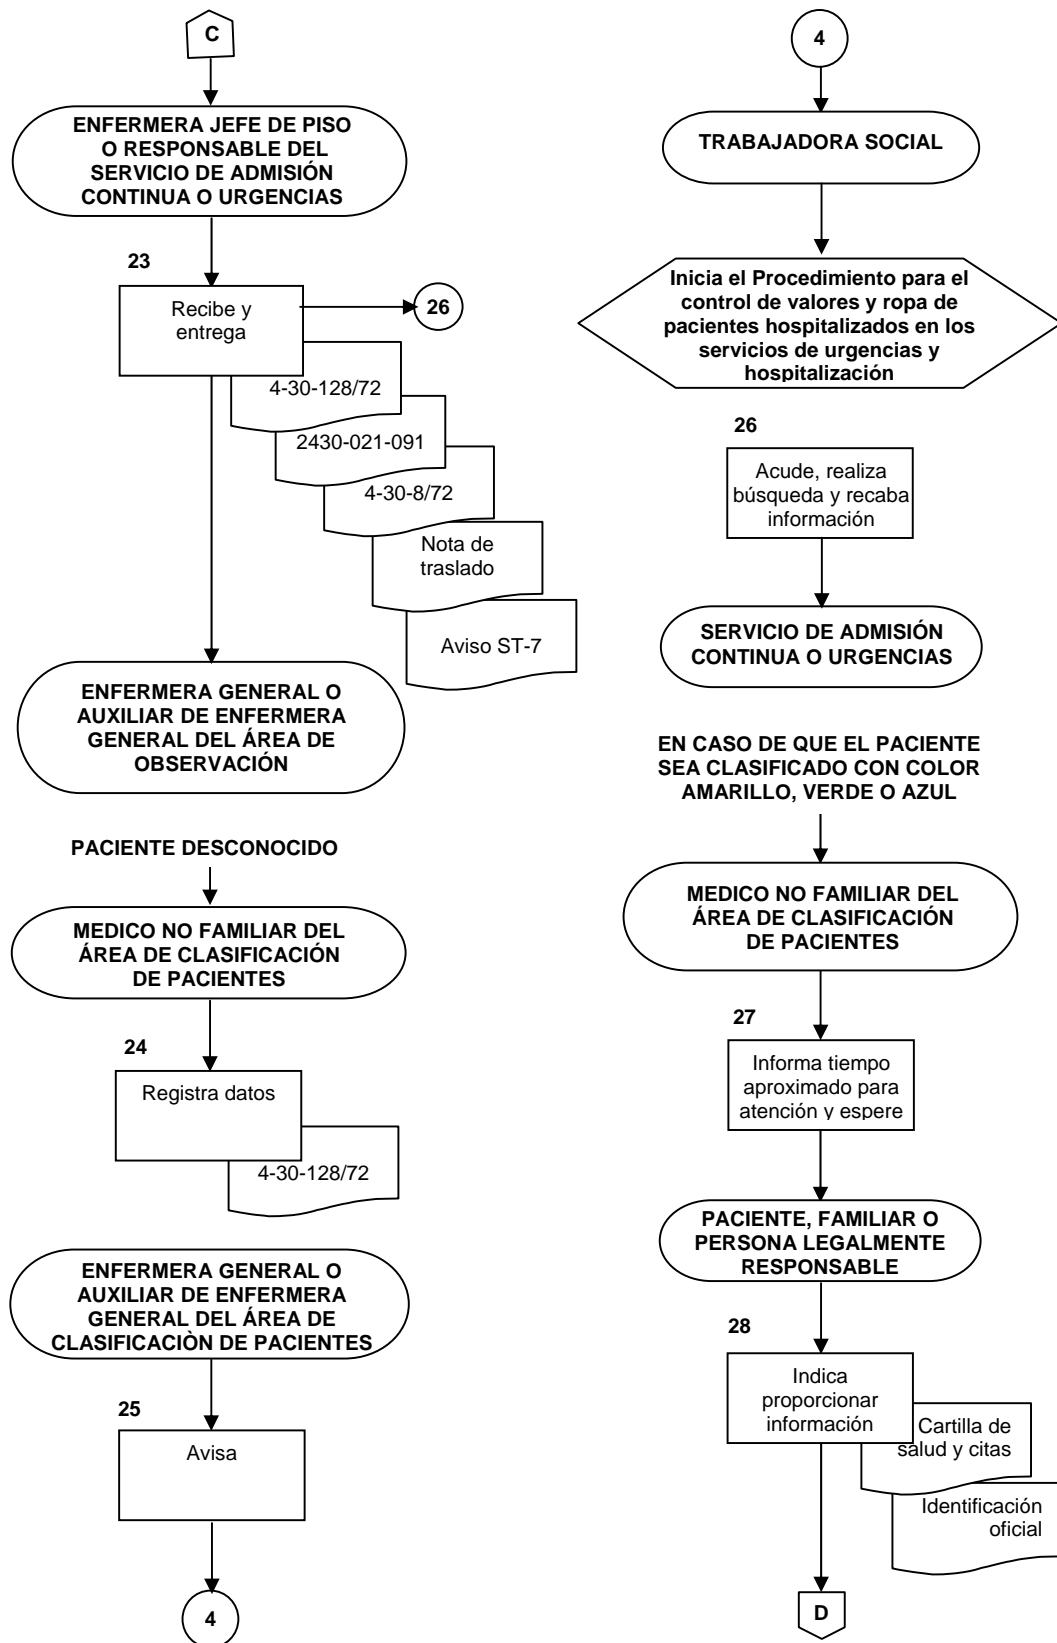 C
ENFERMERA JEFE DE PISO
O RESPONSABLE DEL
SERVICIO DE ADMISIÓN
CONTINUA O URGENCIAS
23
Recibe y
entrega
26
4-30-128/72
2430-021-091
4-30-8/72
Nota de
traslado
Aviso ST-7
ENFERMERA GENERAL O
AUXILIAR DE ENFERMERA
GENERAL DEL ÁREA DE
OBSERVACIÓN
PACIENTE DESCONOCIDO
MEDICO NO FAMILIAR DEL
ÁREA DE CLASIFICACIÓN
DE PACIENTES
24
Registra datos
4-30-128/72
ENFERMERA GENERAL O
AUXILIAR DE ENFERMERA
GENERAL DEL ÁREA DE
CLASIFICACIÒN DE PACIENTES
25
Avisa
4
4
TRABAJADORA SOCIAL
Inicia el Procedimiento para el
control de valores y ropa de
pacientes hospitalizados en los
servicios de urgencias y
hospitalización
26
Acude, realiza
búsqueda y recaba
información
SERVICIO DE ADMISIÓN
CONTINUA O URGENCIAS
EN CASO DE QUE EL PACIENTE
SEA CLASIFICADO CON COLOR
AMARILLO, VERDE O AZUL
MEDICO NO FAMILIAR DEL
ÁREA DE CLASIFICACIÓN
DE PACIENTES
27
Informa tiempo
aproximado para
atención y espere
PACIENTE, FAMILIAR O
PERSONA LEGALMENTE
RESPONSABLE
28
Indica
proporcionar
información
Cartilla de
salud y citas
Identificación
oficial
D